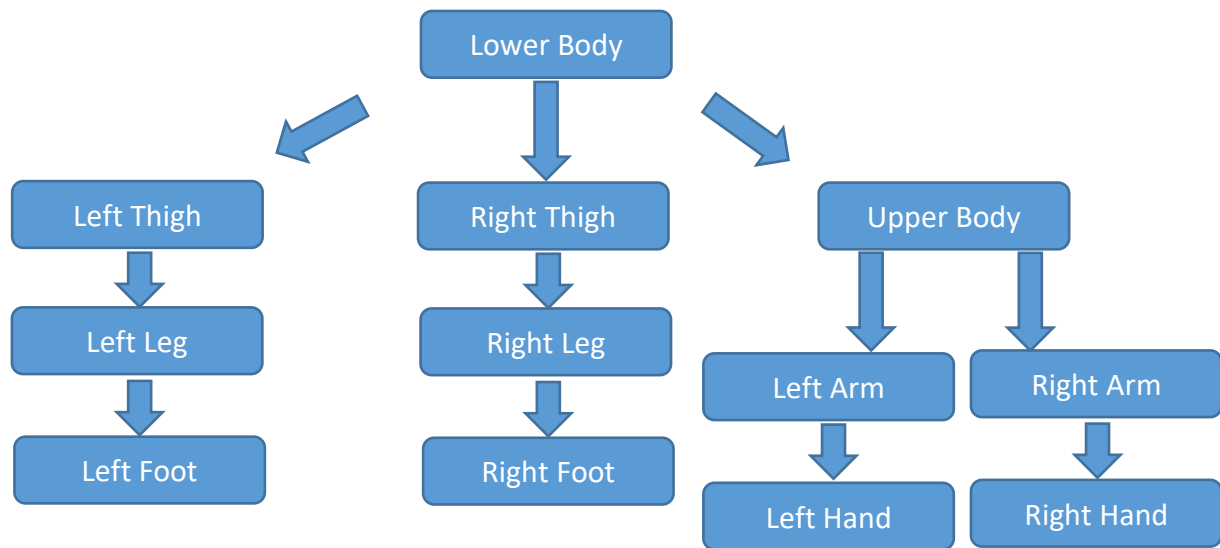 Lower Body
Left Thigh
Right Thigh
Upper Body
Left Leg
Right Leg
Left Arm
Right Arm
Left Foot
Right Foot
Left Hand
Right Hand